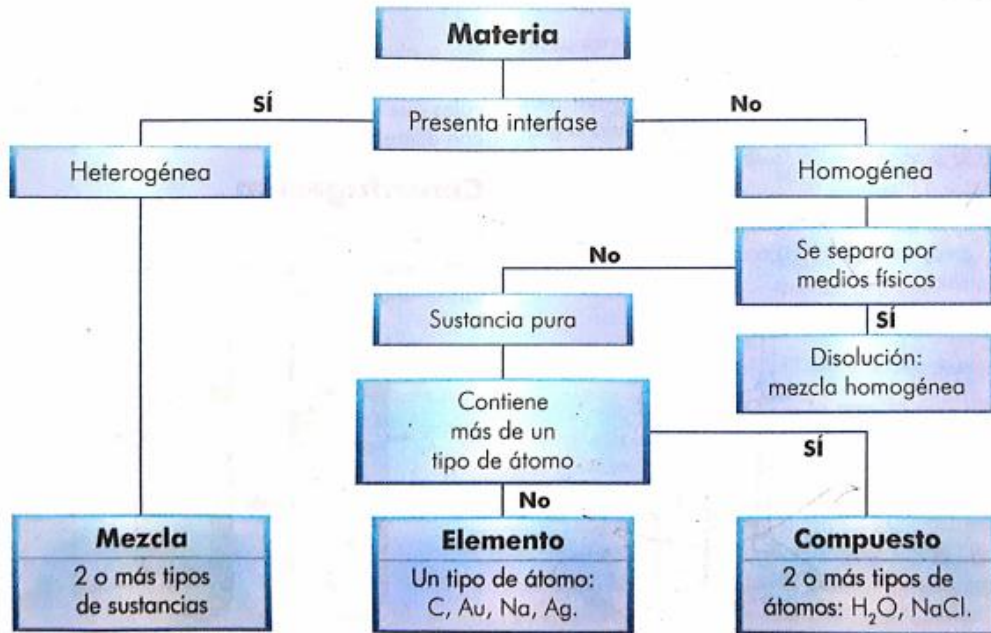 Materia
SÍ
Presenta interfase
No
Heterogénea
Homogénea
No
Se separa por
medios físicos
Sustancia pura
SÍ
Disolución:
mezcla homogénea
Contiene
más de un
tipo de átomo
SÍ
No
Mezcla
2 o más tipos
de sustancias
Elemento
Un tipo de átomo:
C, Au, Na, Ag.
Compuesto
2 o más tipos de
átomos: H₂O, NaCl.